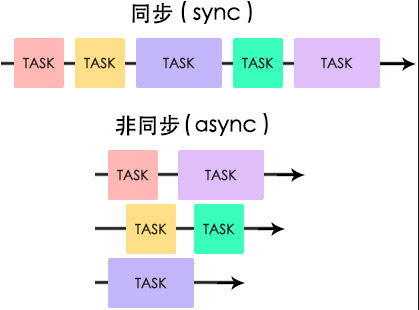 同步 ( sync )
TASK TASK TASK TASK TASK
非同步 ( async )
TASK TASK
TASK TASK
TASK